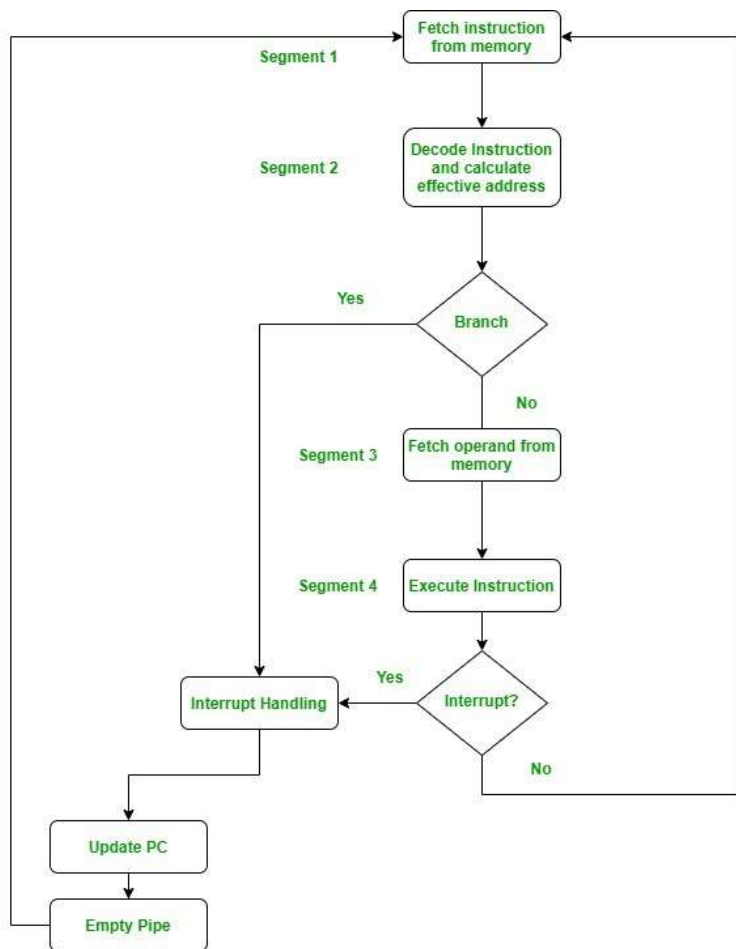 Fetch instruction
from memory
Segment 1
Decode Instruction
and calculate
effective address
Segment 2
Yes
Branch
No
Segment 3
Fetch operand from
memory
Segment 4
Execute Instruction
Yes
Interrupt Handling
Interrupt?
No
Update PC
Empty Pipe